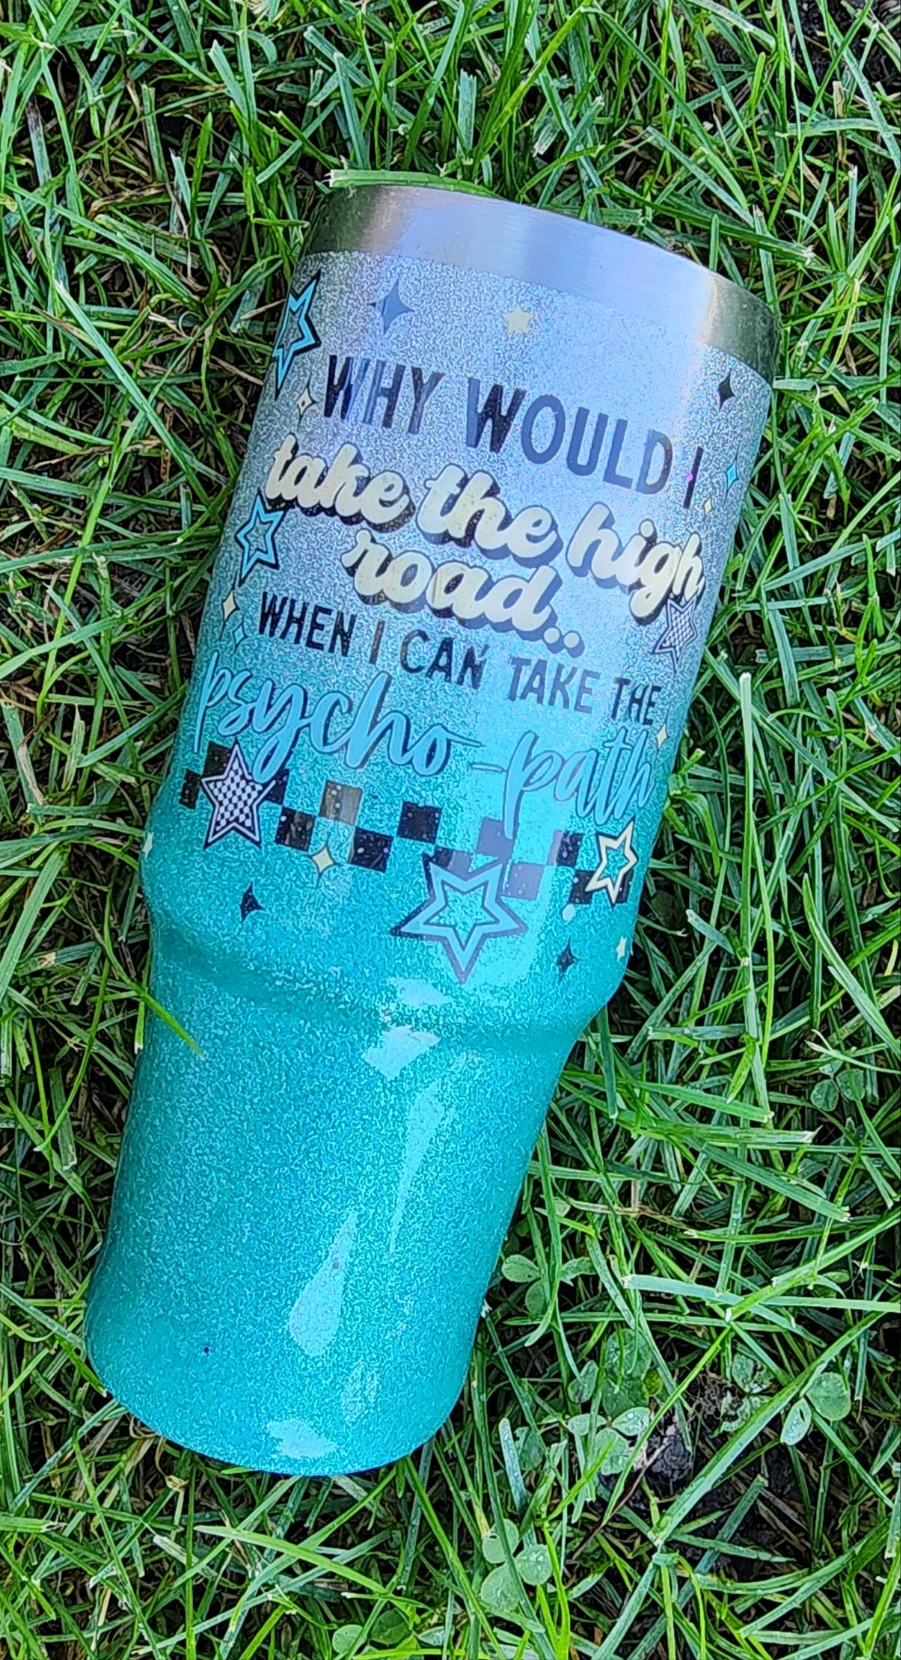 WHY WOULD I
take the high
road..
WHEN I CAN TAKE THE
psycho-path